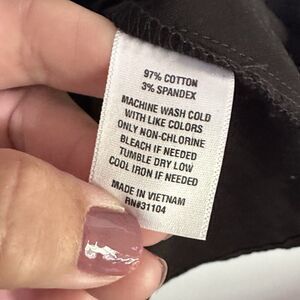 97% COTTON
3% SPANDEX
MACHINE WASH COLD
WITH LIKE COLORS
ONLY NON-CHLORINE
BLEACH IF NEEDED
TUMBLE DRY LOW
COOL IRON IF NEEDED
MADE IN VIETNAM
RN#31104